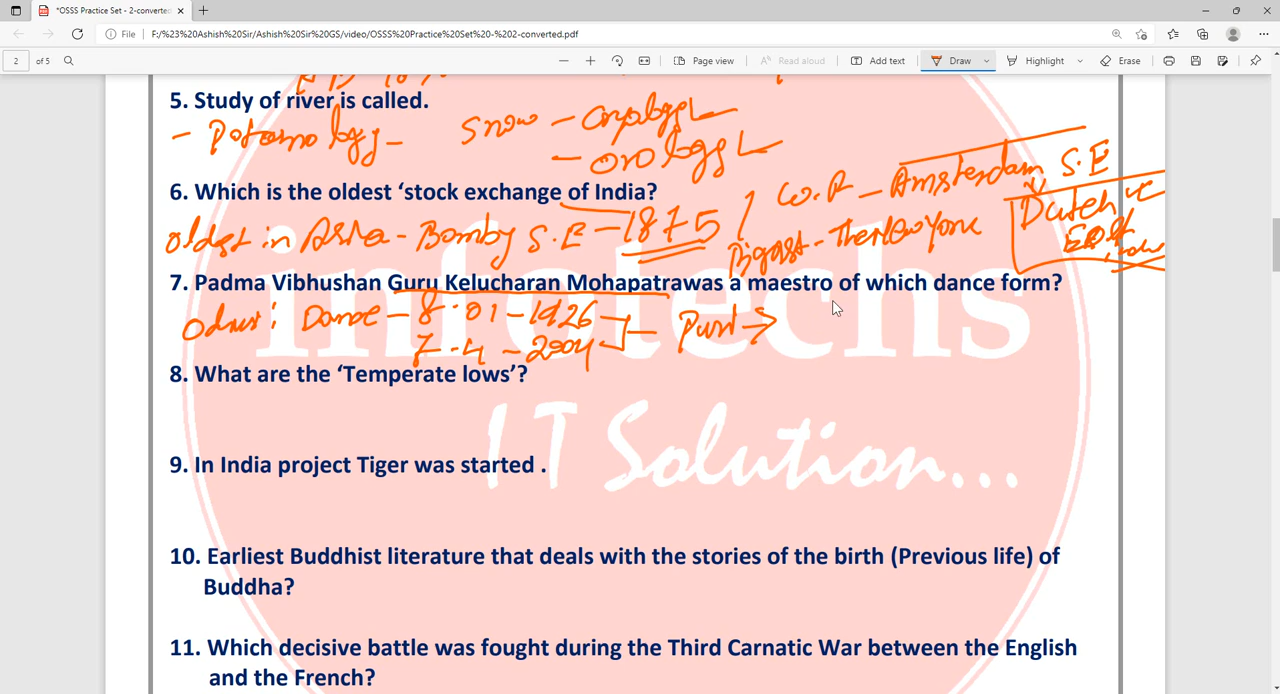 *OSSS Practice Set - 2-converted
File F:/%23%20Ashish%20Sir/Ashish%20Sir%20GS/video/OSSS%20Practice%20Set%20-%202-converted.pdf
2 of 5 Page view Read aloud Add text Draw Highlight Erase
5. Study of river is called.
- Potamology - Snow -
- orology
6. Which is the oldest ‘stock exchange of India?
W.R - Amsterdam S.E
Dutch
East
oldest in Asia - Bomby S.E - 1875 Biggest - The New York
7. Padma Vibhushan Guru Kelucharan Mohapatrawas a maestro of which dance form?
Dance - 8.01-1926
7-4-2004
8. What are the ‘Temperate lows’?
9. In India project Tiger was started .
10. Earliest Buddhist literature that deals with the stories of the birth (Previous life) of
Buddha?
11. Which decisive battle was fought during the Third Carnatic War between the English
and the French?
infotechs
IT Solution...